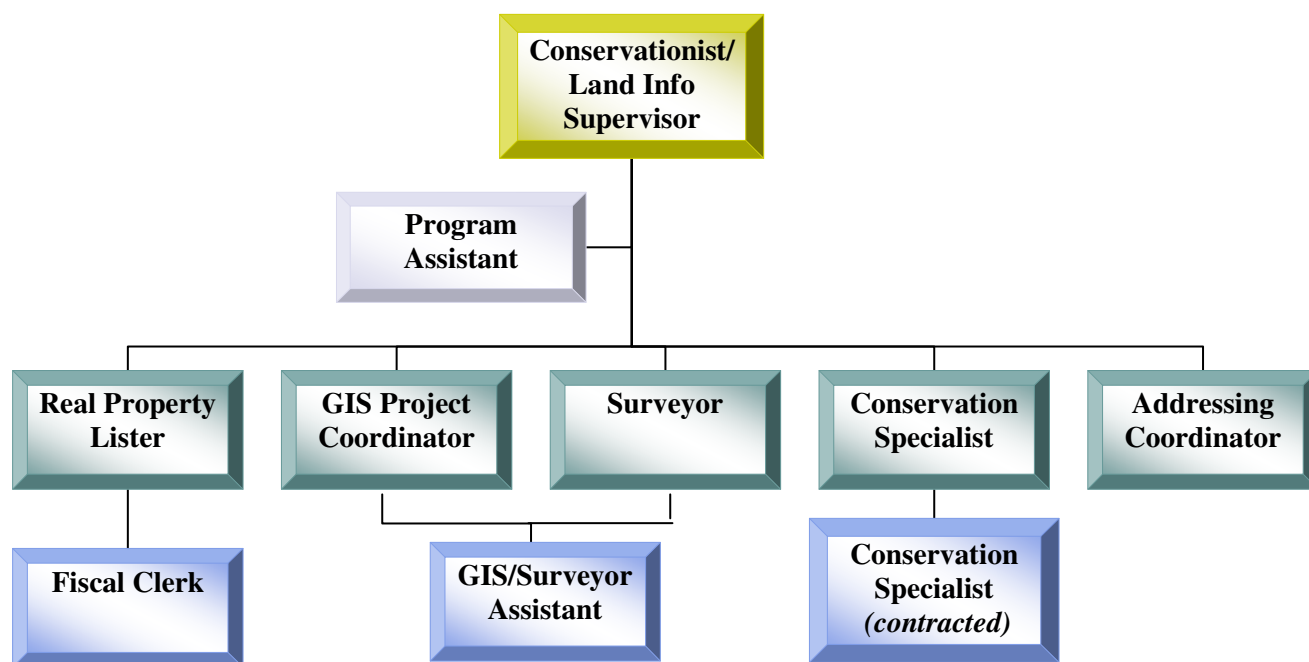 Conservationist/
Land Info
Supervisor
Program
Assistant
Real Property
Lister
GIS Project
Coordinator
Surveyor
Conservation
Specialist
Addressing
Coordinator
Fiscal Clerk
GIS/Surveyor
Assistant
Conservation
Specialist
(contracted)